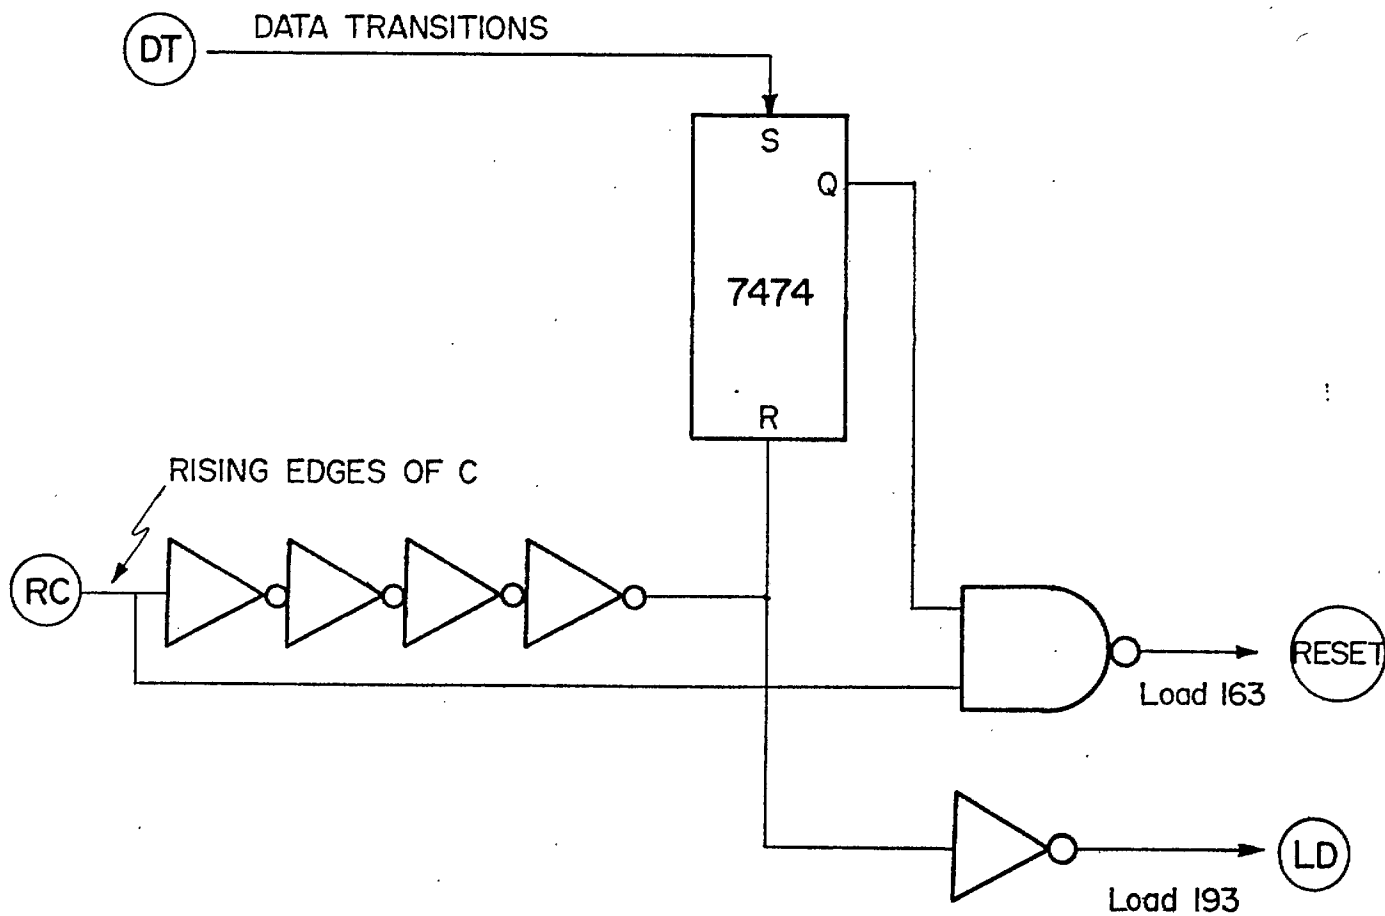 DT
DATA TRANSITIONS
S
Q
7474
R
RISING EDGES OF C
RC
RESET
Load 163
LD
Load 193